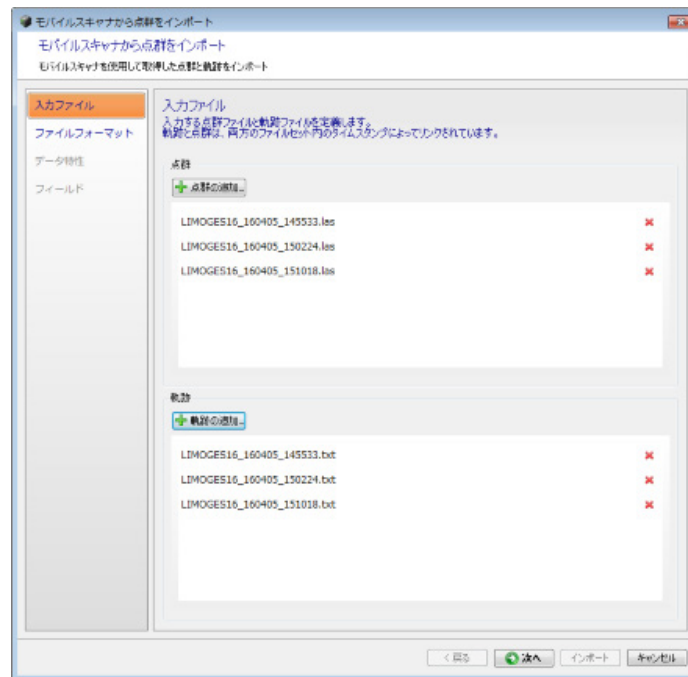 モバイルスキャナから点群をインポート
モバイルスキャナから点群をインポート
モバイルスキャナを使用して取得した点群と軌跡をインポート
入力ファイル
ファイルフォーマット
データ特性
フィールド
入力ファイル
入力する点群ファイルと軌跡ファイルを定義します。
軌跡と点群は、両方のファイルセット内のタイムスタンプによってリンクされています。
点群
点群の追加...
LIMOGES16_160405_145533.las
LIMOGES16_160405_150224.las
LIMOGES16_160405_151018.las
軌跡
軌跡の追加...
LIMOGES16_160405_145533.txt
LIMOGES16_160405_150224.txt
LIMOGES16_160405_151018.txt
< 戻る
次へ
インポート
キャンセル